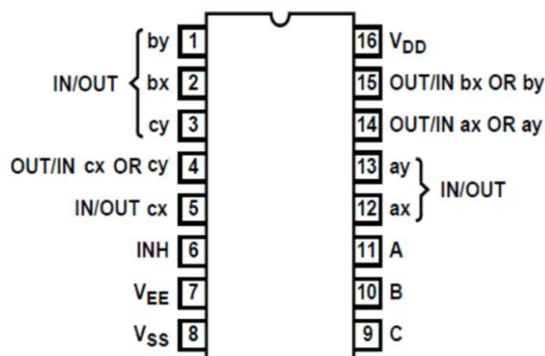 by 1 16 VDD
IN/OUT bx 2 15 OUT/IN bx OR by
cy 3 14 OUT/IN ax OR ay
OUT/IN cx OR cy 4 13 ay IN/OUT
IN/OUT cx 5 12 ax
INH 6 11 A
VEE 7 10 B
VSS 8 9 C